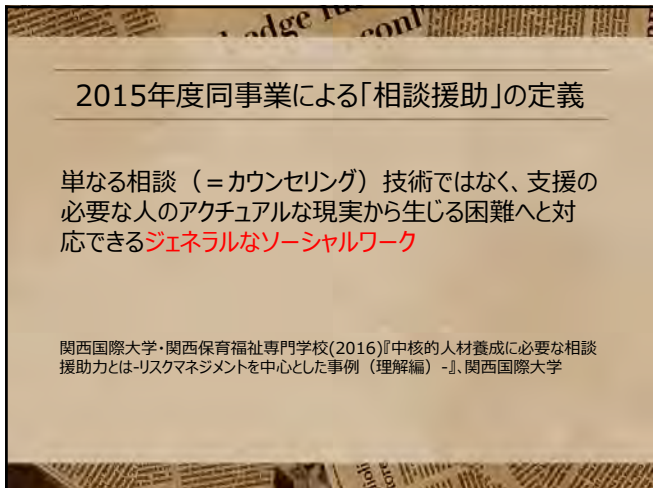 2015年度同事業による｢相談援助｣の定義
単なる相談（＝カウンセリング）技術ではなく、支援の
必要な人のアクチュアルな現実から生じる困難へと対
応できるジェネラルなソーシャルワーク
関西国際大学・関西保育福祉専門学校(2016)『中核的人材養成に必要な相談
援助力とは-リスクマネジメントを中心とした事例（理解編）-』、関西国際大学